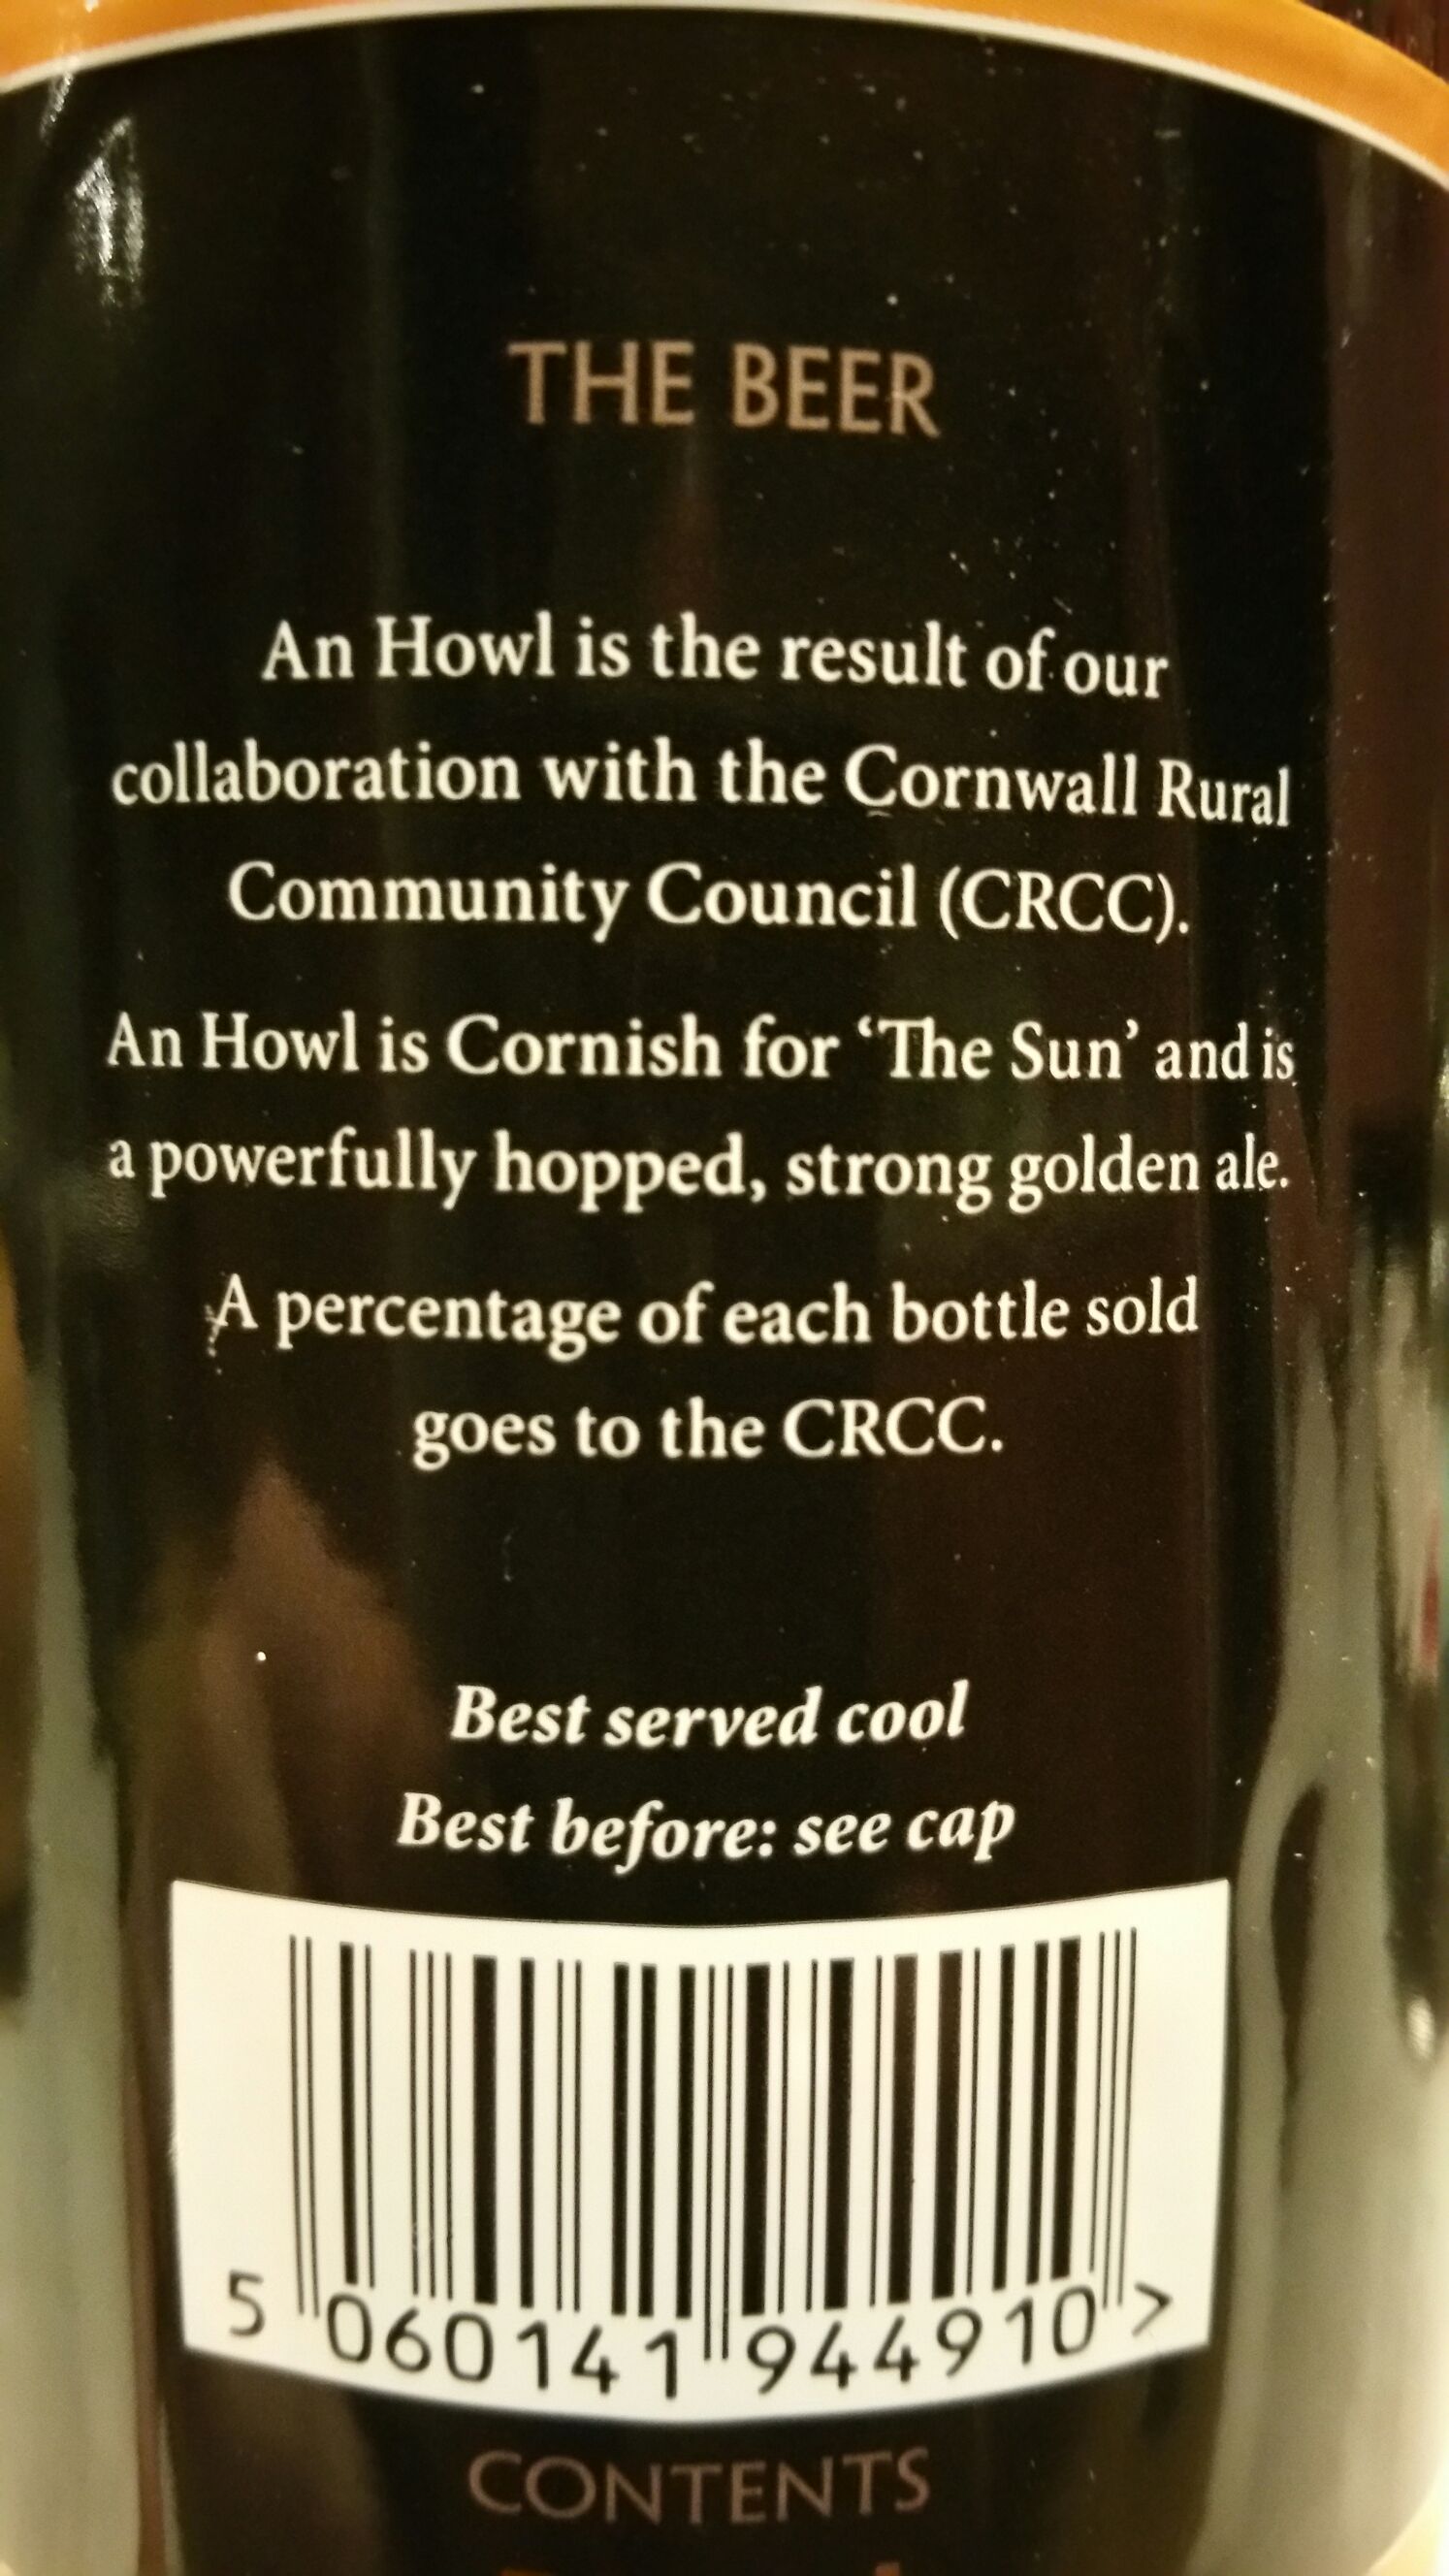 THE BEER
An Howl is the result of our
collaboration with the Cornwall Rural
Community Council (CRCC).
An Howl is Cornish for ‘The Sun’ and is
a powerfully hopped, strong golden ale.
A percentage of each bottle sold
goes to the CRCC.
Best served cool
Best before: see cap
5 060141 944910 >
CONTENTS